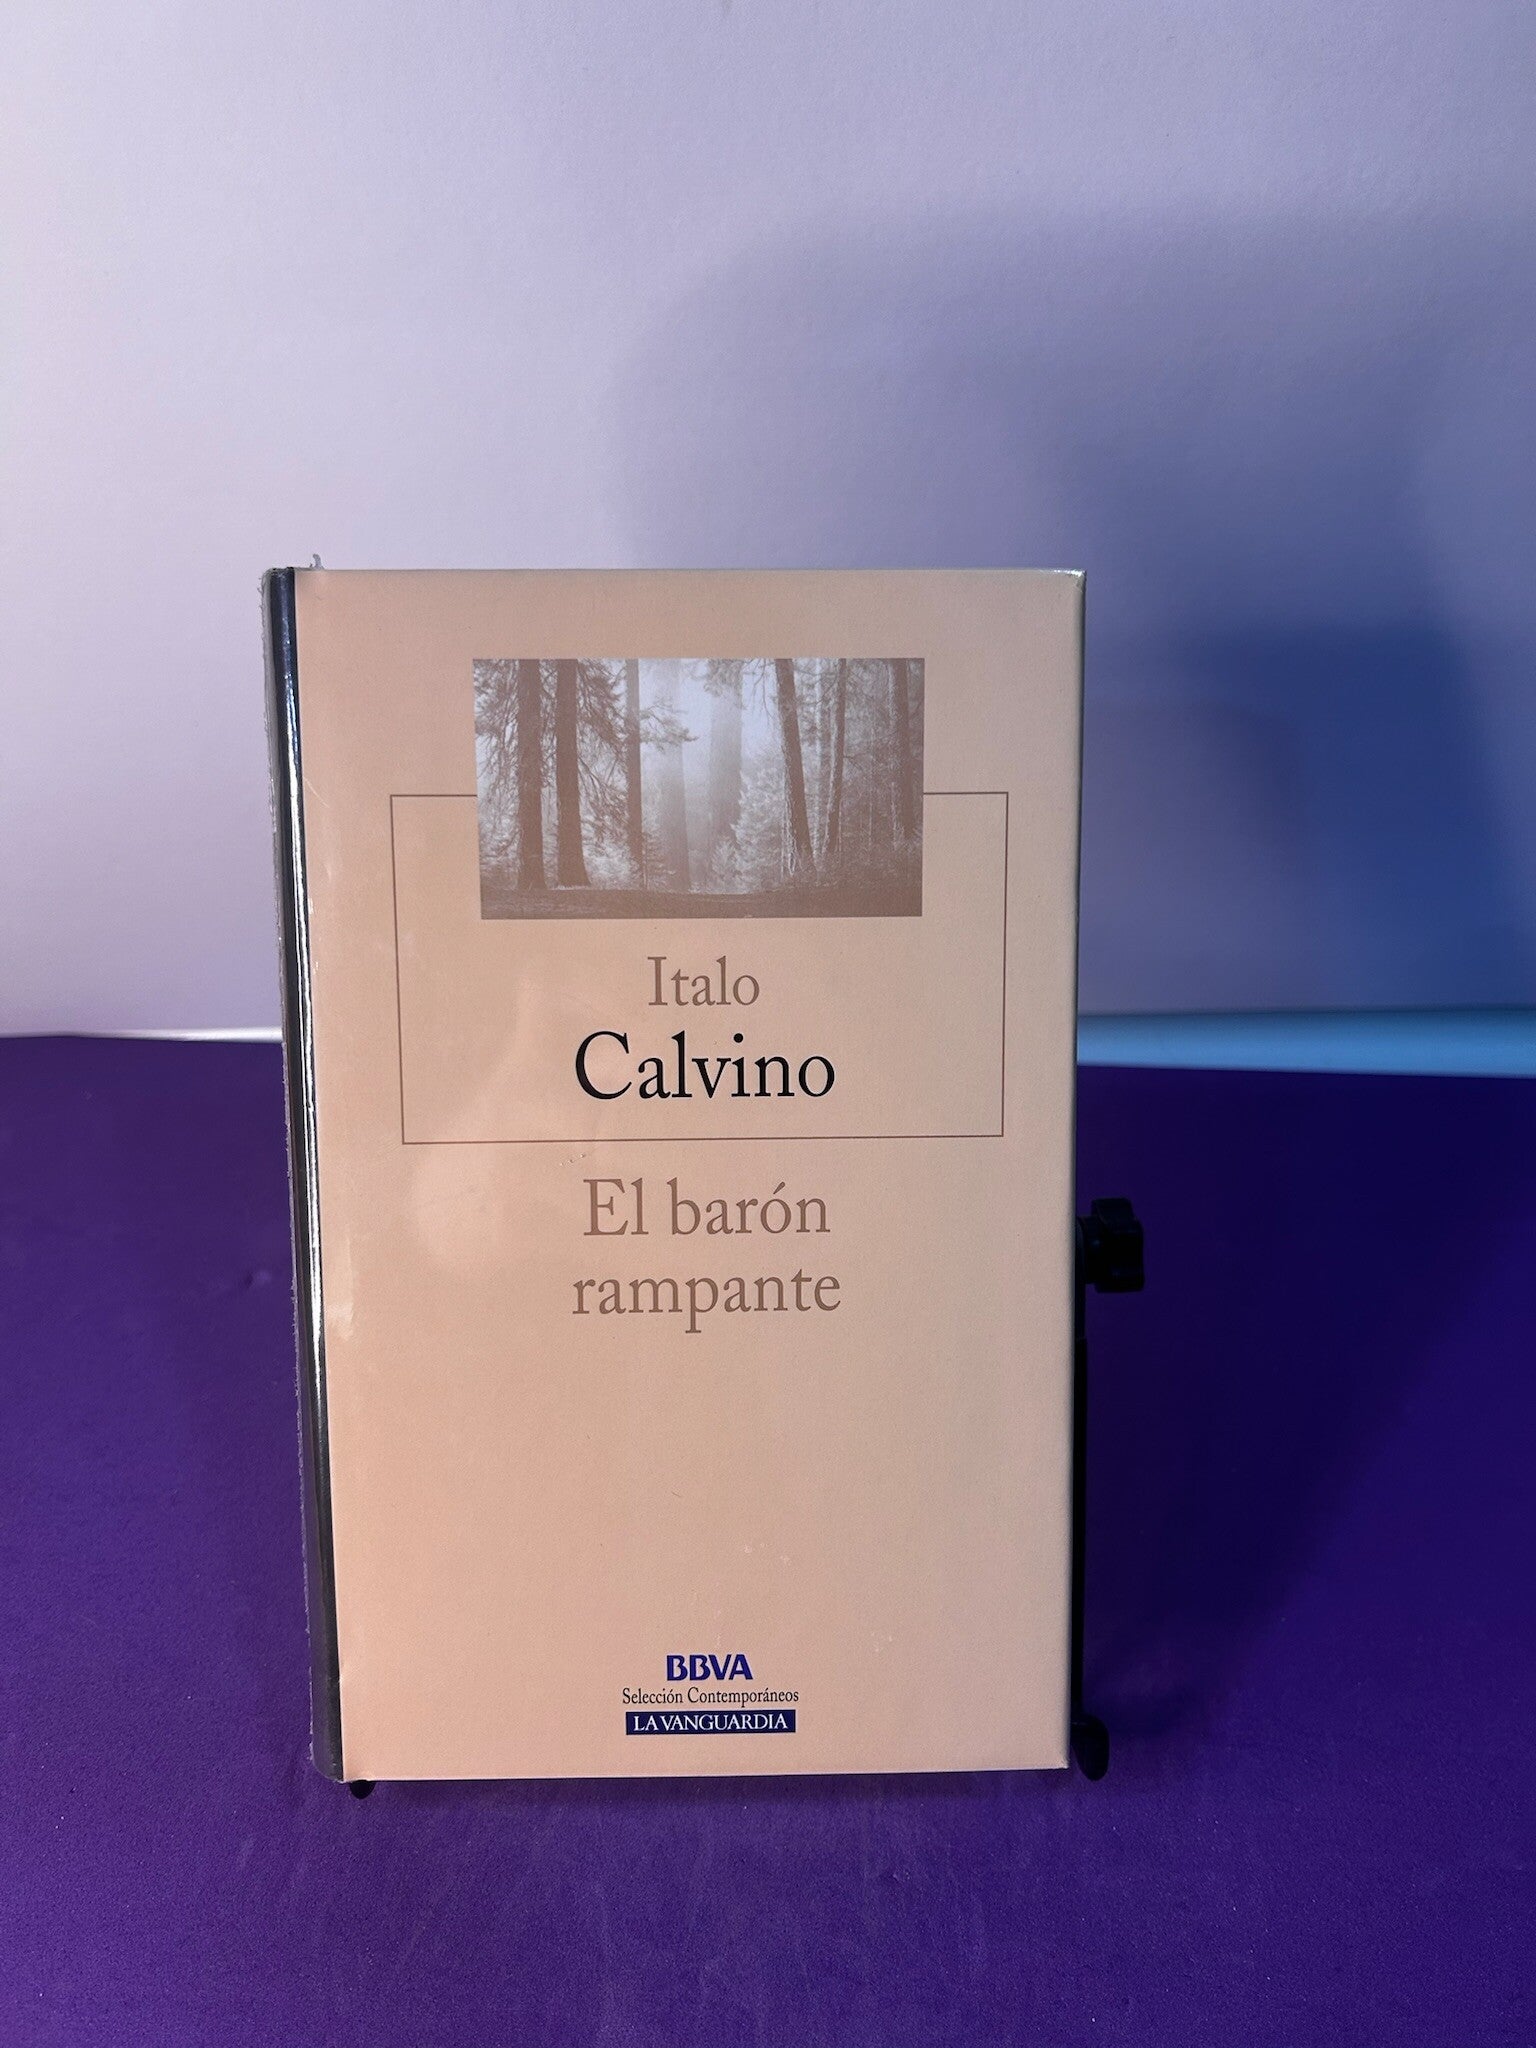 Italo
Calvino
El barón
rampante
BBVA
Selección Contemporáneos
LA VANGUARDIA